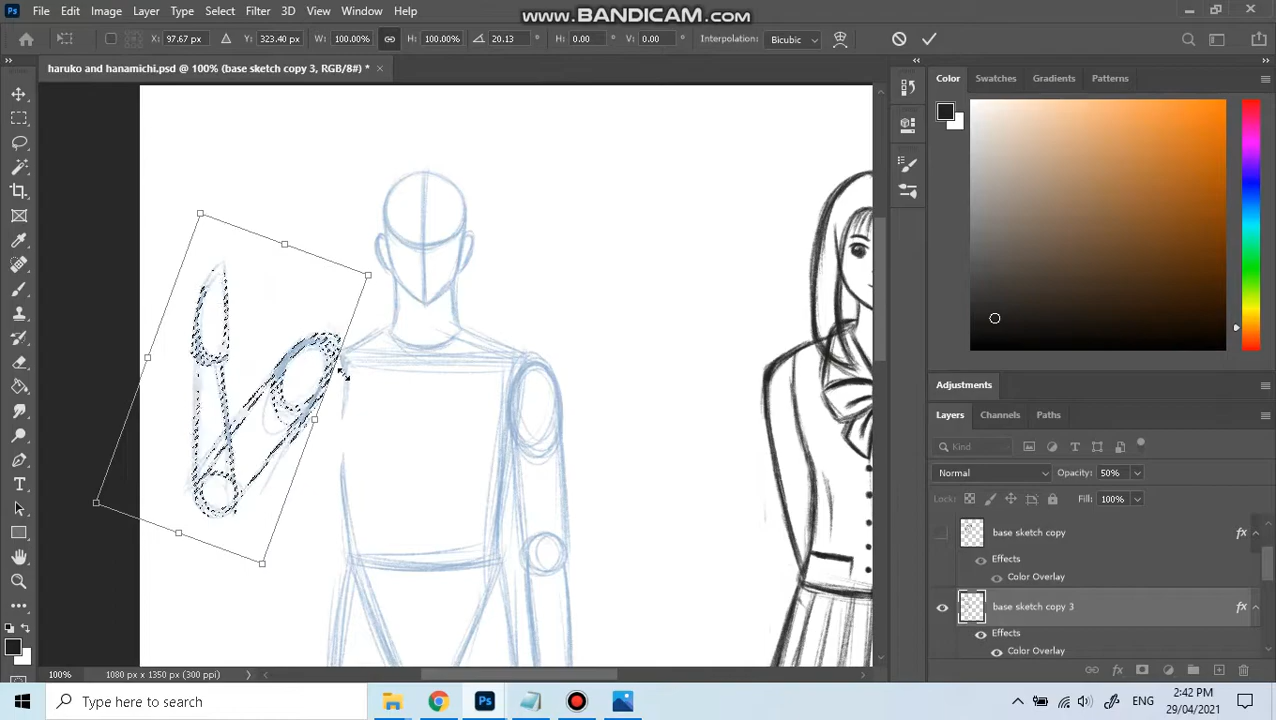 www.BANDICAM.com
Ps File Edit Image Layer Type Select Filter 3D View Window Help
X: 97.67 px Y: 323.40 px W: 100.00% H: 100.00% 20.13 ° H: 0.00 ° V: 0.00 ° Interpolation: Bicubic
haruko and hanamichi.psd @ 100% (base sketch copy 3, RGB/8#) *
Color Swatches Gradients Patterns
Adjustments
Layers Channels Paths
Kind
Normal Opacity: 50%
Lock: Fill: 100%
base sketch copy fx
Effects
Color Overlay
base sketch copy 3 fx
Effects
Color Overlay
100% 1080 px x 1350 px (300 ppi)
Type here to search
Ps
ENG
2:42 PM
29/04/2021